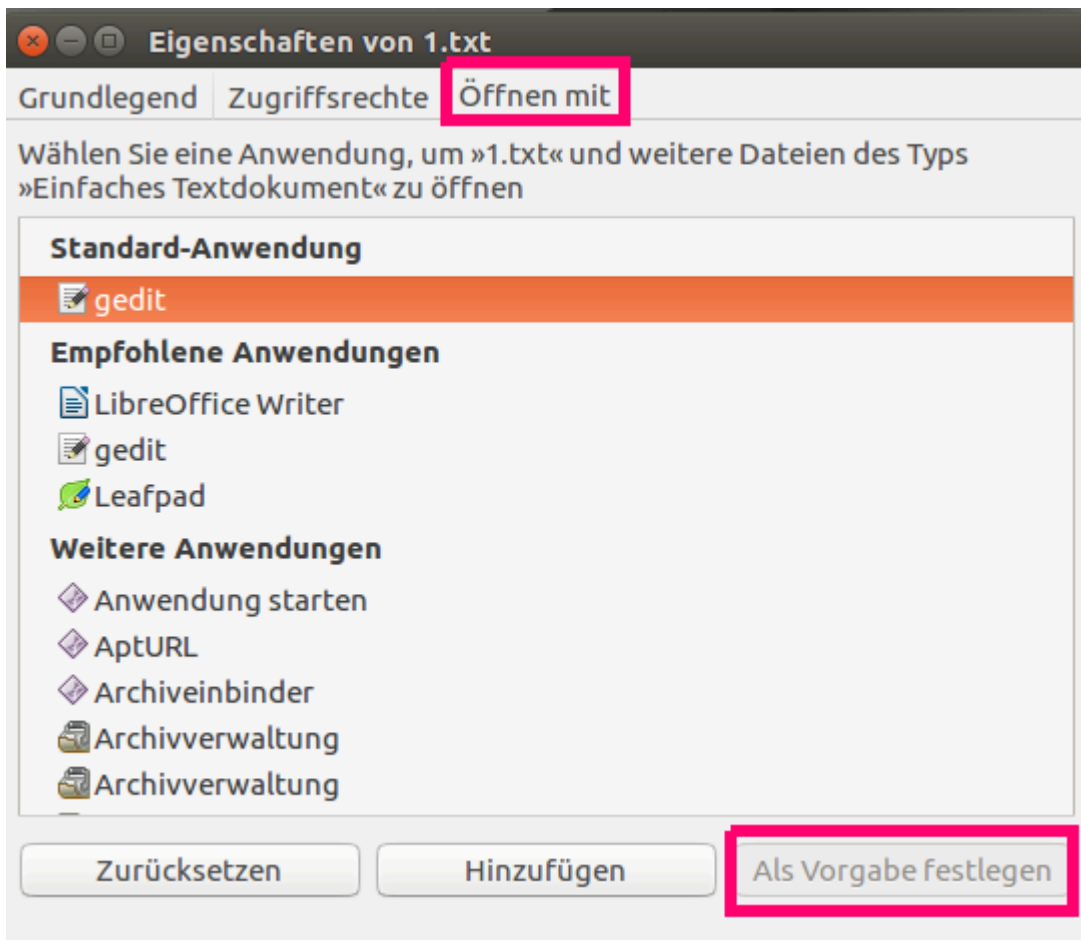 Eigenschaften von 1.txt
Grundlegend Zugriffsrechte Öffnen mit
Wählen Sie eine Anwendung, um »1.txt« und weitere Dateien des Typs
»Einfaches Textdokument« zu öffnen
Standard-Anwendung
gedit
Empfohlene Anwendungen
LibreOffice Writer
gedit
Leafpad
Weitere Anwendungen
Anwendung starten
AptURL
Archiveinbinder
Archivverwaltung
Archivverwaltung
Zurücksetzen Hinzufügen Als Vorgabe festlegen